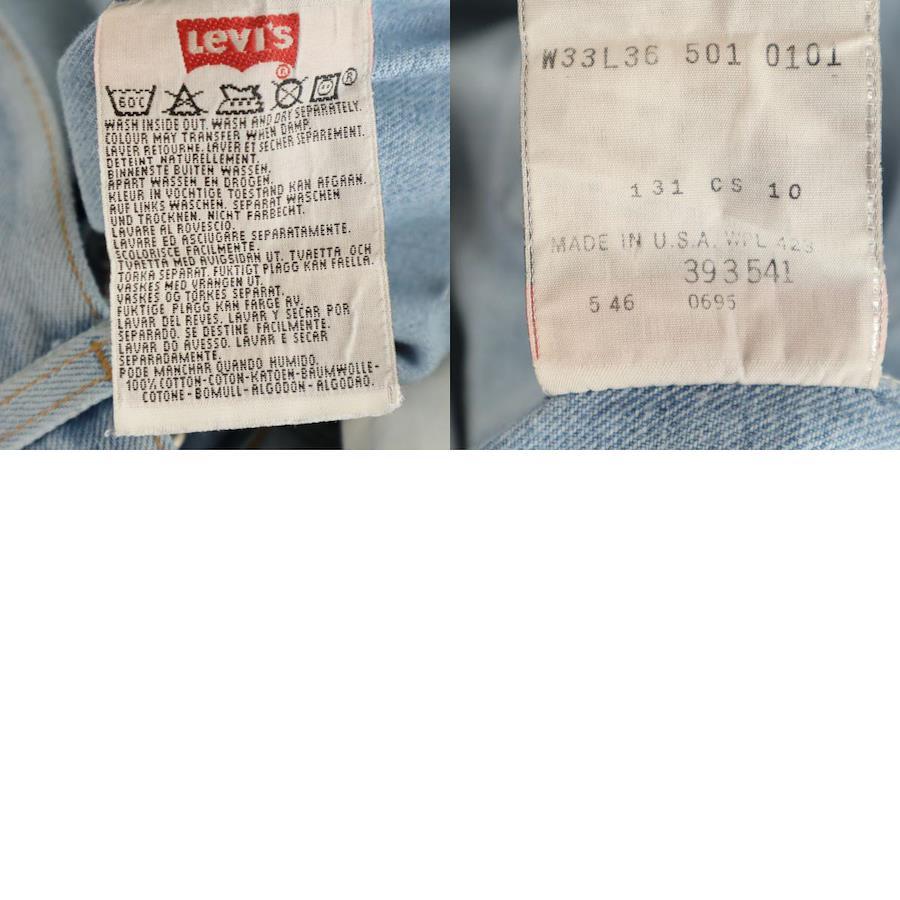 Levi's
®
60C
®
WASH INSIDE OUT. WASH AND DRY SEPARATELY.
COLOUR MAY TRANSFER WHEN DAMP.
LAVER RETOURNE. LAVER ET SECHER SEPAREMENT.
DETEINT NATURELLEMENT.
BINNENSTE BUITEN WASSEN.
APART WASSEN EN DROGEN.
KLEUR IN VOCHTIGE TOESTAND KAN AFGAAN.
AUF LINKS WASCHEN. SEPARAT WASCHEN
UND TROCKNEN. NICHT FARBECHT.
LAVARE AL ROVESCIO.
LAVARE ED ASCIUGARE SEPARATAMENTE.
SCOLORISCE FACILMENTE.
TVAETTA MED AVIGSIDAN UT. TVAETTA OCH
TORKA SEPARAT. FUKTIGT PLAGG KAN FAELLA.
VASKES MED VRANGEN UT.
VASKES OG TORKES SEPARAT.
FUKTIGE PLAGG KAN FARGE AV.
LAVAR DEL REVES. LAVAR Y SECAR POR
SEPARADO. SE DESTINE FACILMENTE.
LAVAR DO AVESSO. LAVAR E SECAR
SEPARADAMENTE.
PODE MANCHAR QUANDO HUMIDO.
100% COTTON-COTON-KATOEN-BAUMWOLLE-
COTONE-BOMULL-ALGODON-ALGODAO.
W33L36 501 0101
131 CS 10
MADE IN U.S.A. WPL 423
393541
546 0695